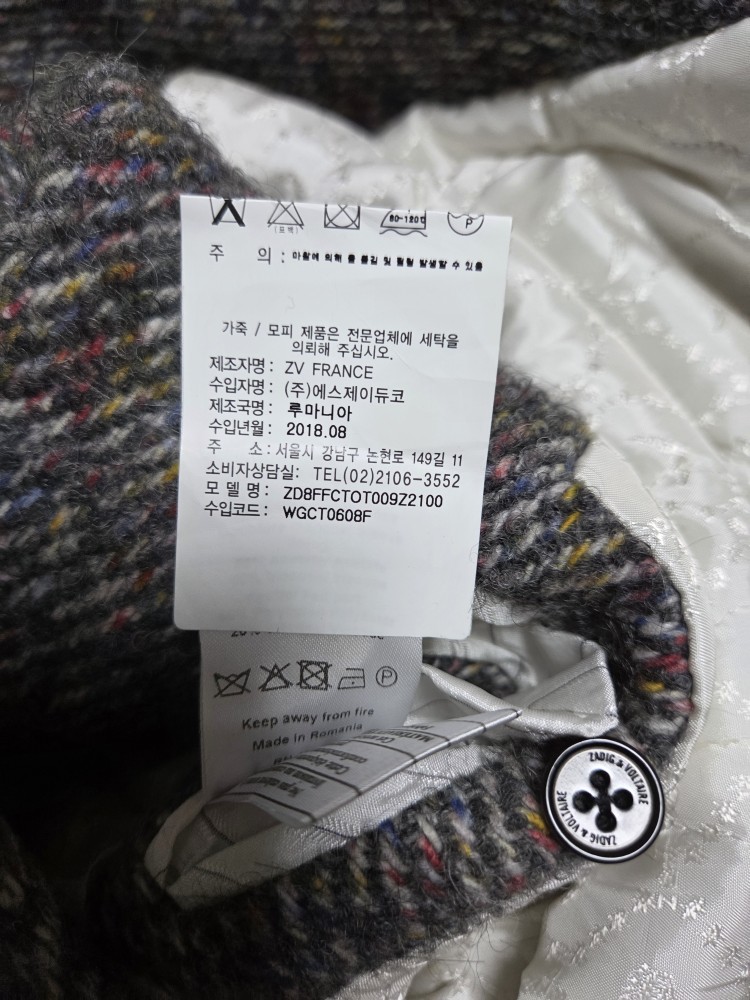 (표백)
80-120℃
P
주 의 : 마찰에 의해 올 뜯김 및 필링 발생할 수 있음
가죽 / 모피 제품은 전문업체에 세탁을
의뢰해 주십시오.
제조자명 : ZV FRANCE
수입자명 : (주)에스제이듀코
제조국명 : 루마니아
수입년월 : 2018.08
주 소 : 서울시 강남구 논현로 149길 11
소비자상담실: TEL(02)2106-3552
모 델 명 : ZD8FFCTOT009Z2100
수입코드 : WGCT0608F
P
Keep away from fire
Made in Romania
ZADIG & VOLTAIRE
ZADIG & VOLTAIRE